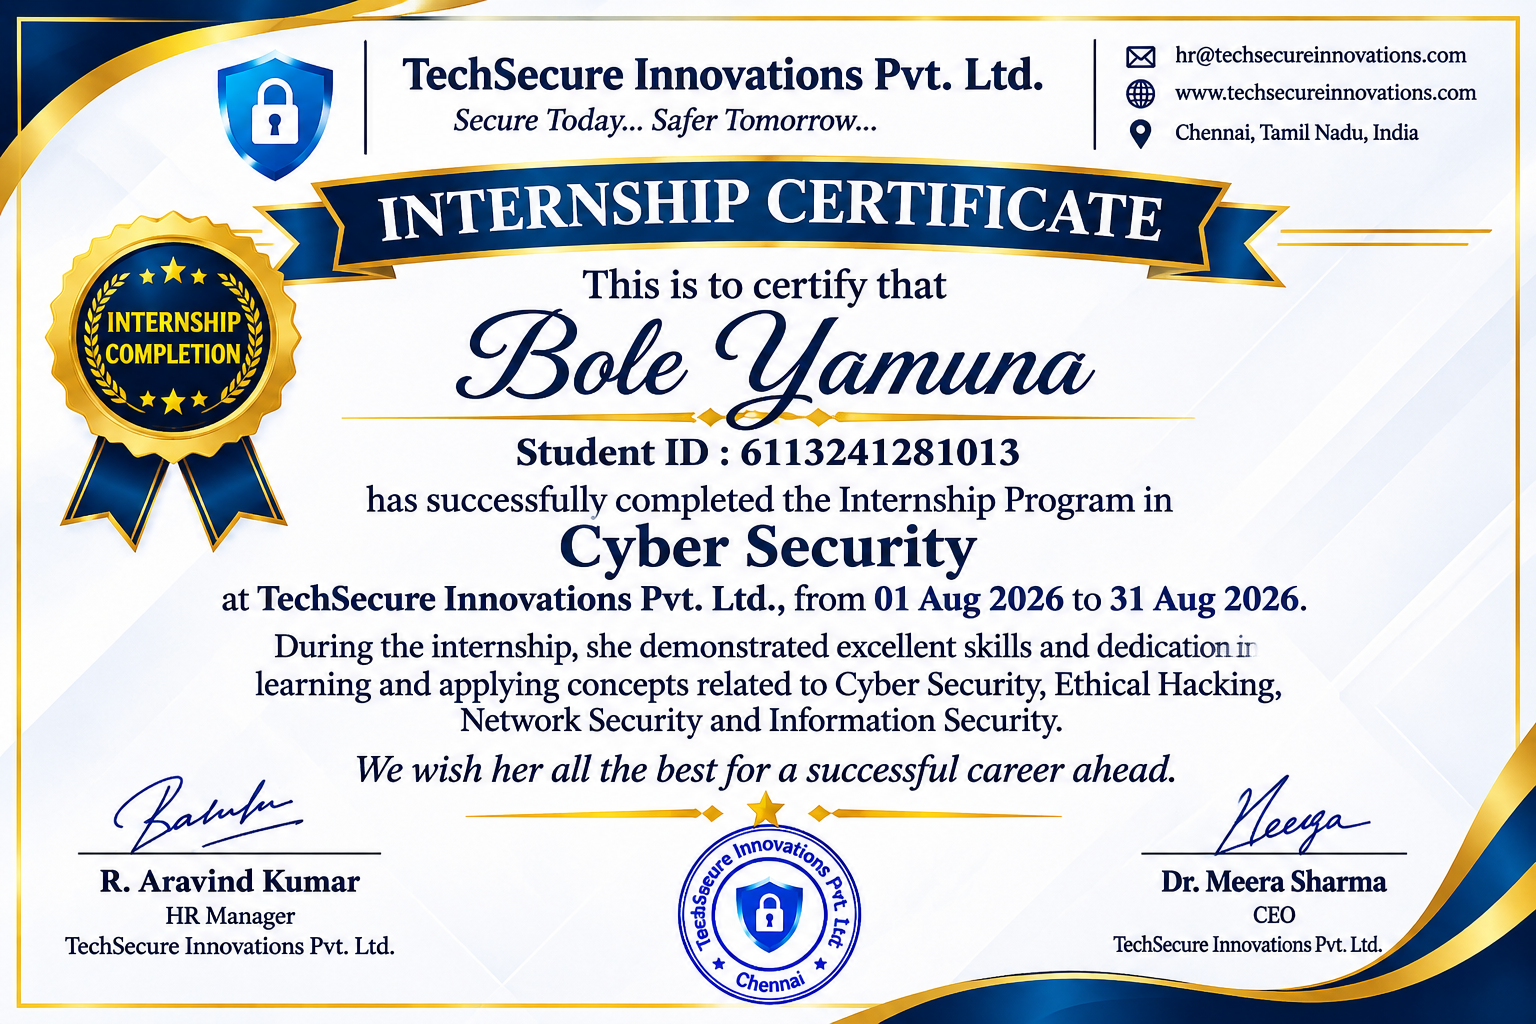 TechSecure Innovations Pvt. Ltd.
Secure Today... Safer Tomorrow...
hr@techsecureinnovations.com
www.techsecureinnovations.com
Chennai, Tamil Nadu, India
INTERNSHIP CERTIFICATE
INTERNSHIP
COMPLETION
This is to certify that
Bole Yamuna
Student ID : 6113241281013
has successfully completed the Internship Program in
Cyber Security
at TechSecure Innovations Pvt. Ltd., from 01 Aug 2026 to 31 Aug 2026.
During the internship, she demonstrated excellent skills and dedication in
learning and applying concepts related to Cyber Security, Ethical Hacking,
Network Security and Information Security.
We wish her all the best for a successful career ahead.
R. Aravind Kumar
HR Manager
TechSecure Innovations Pvt. Ltd.
Innovations Pvt. Ltd
Chennai
Meera
Dr. Meera Sharma
CEO
TechSecure Innovations Pvt. Ltd.